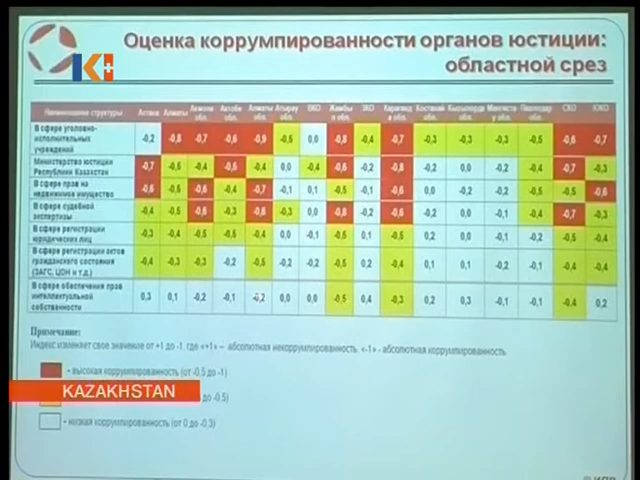 Оценка коррумпированности органов юстиции:
областной срез
K+
Наименование структуры Астана Алматы Акмола обл. Актобе обл. Алматы обл. Атырау обл. ВКО Жамбыл обл. ЗКО Караганда обл. Костанай обл. Кызылорда обл. Мангистау обл. Павлодар обл. СКО ЮКО
В сфере уголовно-
исполнительных
учреждений
-0,2 -0,8 -0,7 -0,6 -0,9 -0,5 0,0 -0,8 -0,4 -0,7 -0,3 -0,3 -0,3 -0,5 -0,6 -0,7
Министерство юстиции
Республики Казахстан
-0,7 -0,5 -0,4 -0,5 -0,4 0,0 -0,4 -0,6 -0,2 -0,8 -0,2 0,0 -0,2 -0,4 -0,7 -0,3
В сфере прав на
недвижимое имущество
-0,6 -0,5 -0,6 -0,4 -0,7 -0,1 0,1 -0,5 -0,1 -0,6 0,0 -0,2 -0,2 -0,5 -0,5 -0,6
В сфере судебной
экспертизы
-0,4 -0,5 -0,6 -0,3 -0,6 -0,3 0,0 -0,8 -0,2 -0,6 -0,2 0,0 -0,1 -0,4 -0,7 -0,3
В сфере регистрации
юридических лиц
-0,3 -0,4 -0,5 -0,4 -0,4 0,0 -0,1 -0,5 0,1 -0,5 0,2 0,0 -0,1 -0,2 -0,5 -0,4
В сфере регистрации актов
гражданского состояния
(ЗАГС, ЦОН и т.д.)
-0,4 -0,3 -0,3 -0,2 -0,5 -0,2 -0,2 -0,5 0,2 -0,4 0,1 0,1 -0,2 -0,1 -0,4 -0,4
В сфере обеспечения прав
интеллектуальной
собственности
0,3 0,1 -0,2 -0,1 -0,2 0,0 0,0 -0,5 0,4 -0,3 0,2 0,3 -0,1 -0,1 -0,4 0,2
Примечание:
Индекс изменяет свое значение от +1 до -1, где «+1» – абсолютная некоррумпированность, «-1» - абсолютная коррумпированность
- высокая коррумпированность (от -0,5 до -1)
KAZAKHSTAN
до -0,5)
- низкая коррумпированность (от 0 до -0,3)